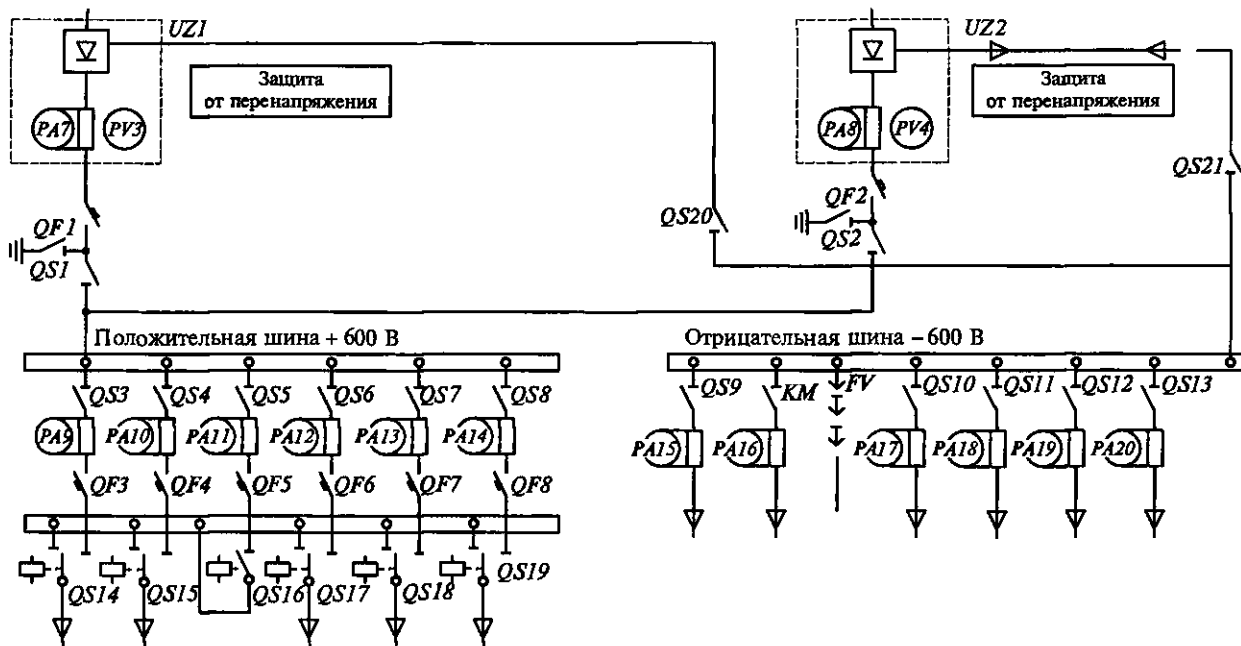 UZ1
UZ2
Защита
от перенапряжения
Защита
от перенапряжения
PA7
PV3
PA8
PV4
QS21
QF1
QS1
QS20
QF2
QS2
Положительная шина + 600 В
Отрицательная шина – 600 В
QS3
QS4
QS5
QS6
QS7
QS8
QS9
KM
FV
QS10
QS11
QS12
QS13
PA9
PA10
PA11
PA12
PA13
PA14
PA15
PA16
PA17
PA18
PA19
PA20
QF3
QF4
QF5
QF6
QF7
QF8
QS14
QS15
QS16
QS17
QS18
QS19